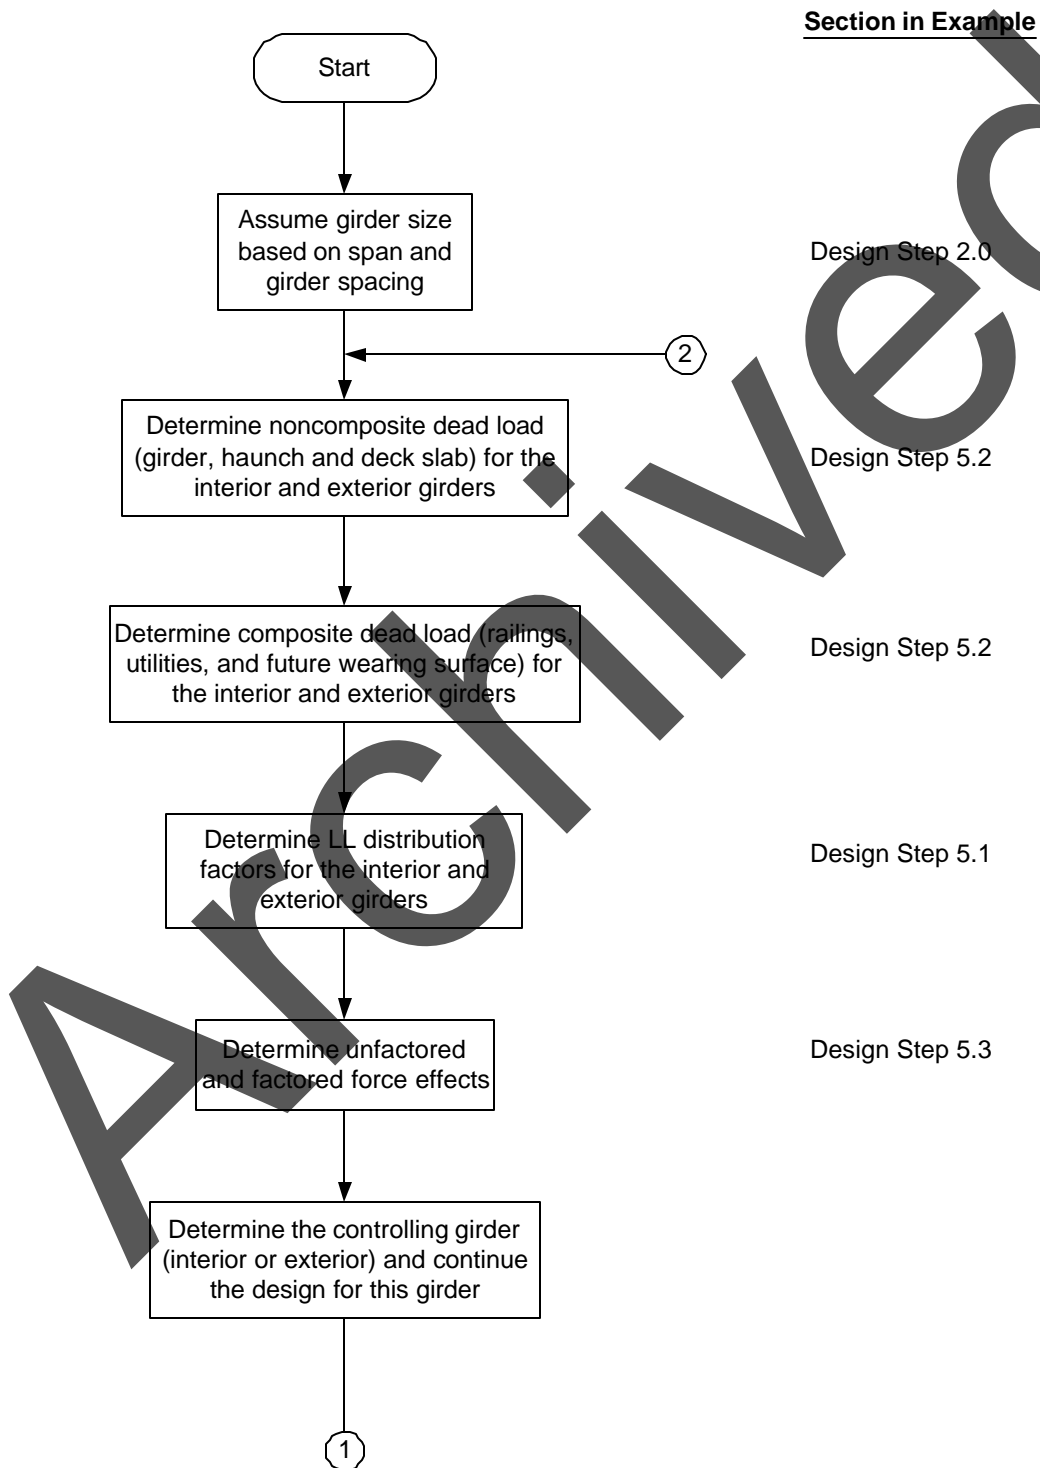 Section in Example
Start
Assume girder size
based on span and
girder spacing
Design Step 2.0
2
Determine noncomposite dead load
(girder, haunch and deck slab) for the
interior and exterior girders
Design Step 5.2
Determine composite dead load (railings,
utilities, and future wearing surface) for
the interior and exterior girders
Design Step 5.2
Determine LL distribution
factors for the interior and
exterior girders
Design Step 5.1
Determine unfactored
and factored force effects
Design Step 5.3
Determine the controlling girder
(interior or exterior) and continue
the design for this girder
1
Archived